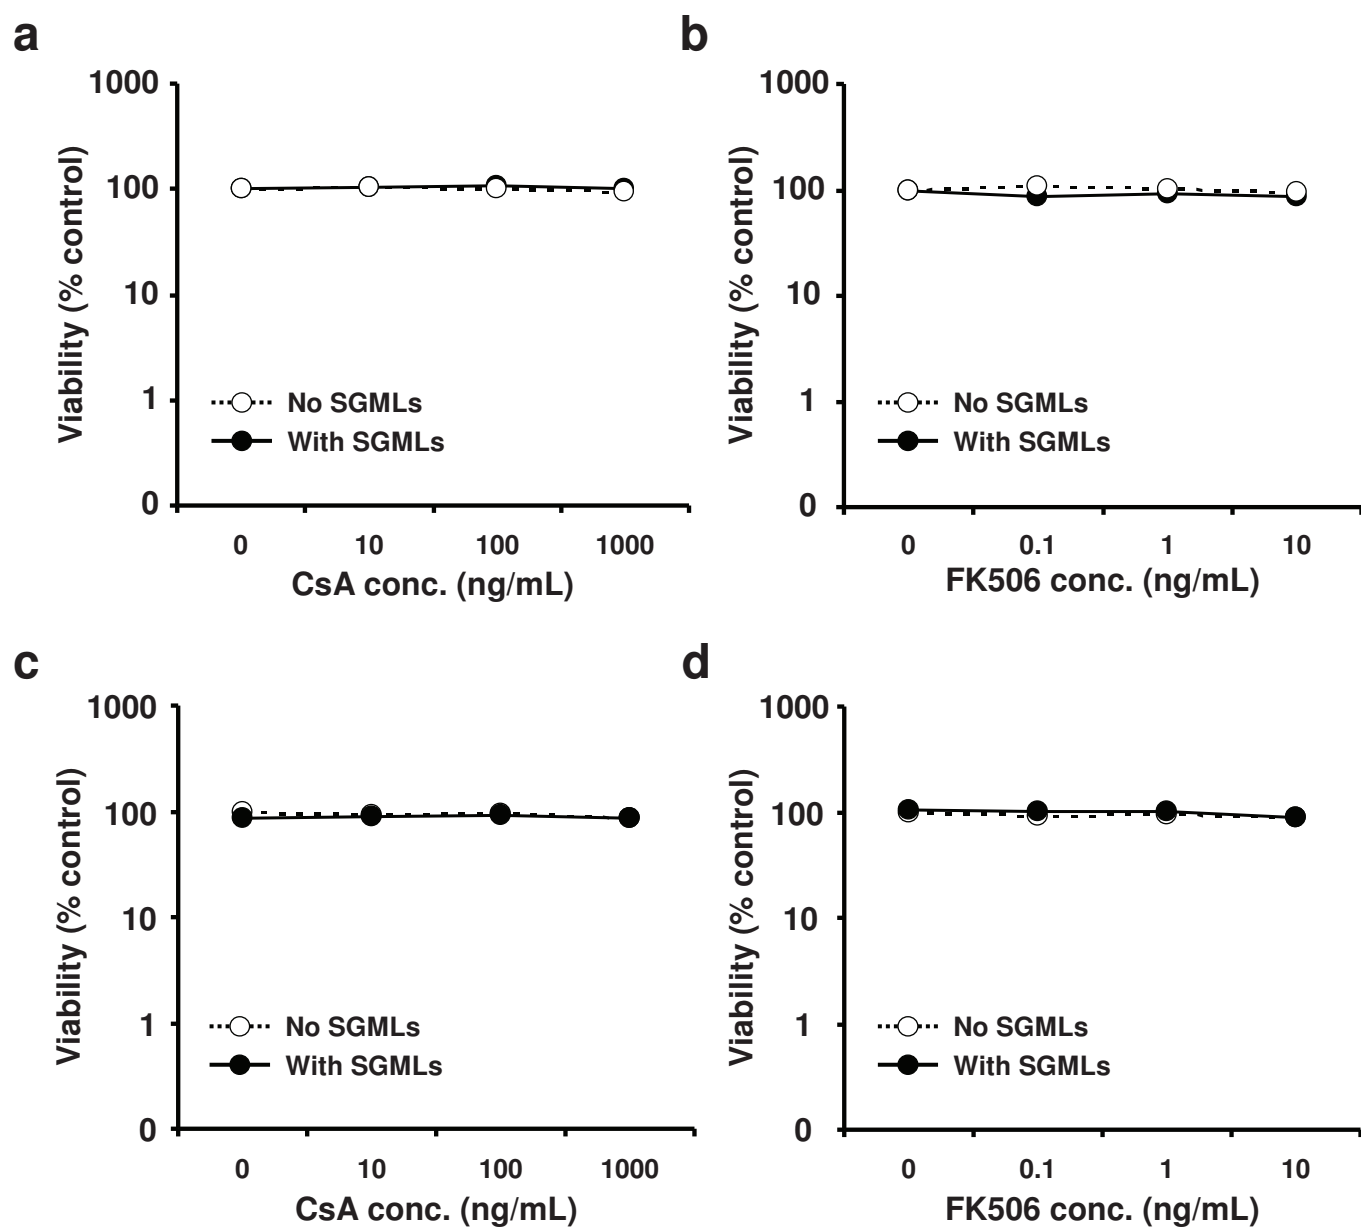 a
1000
100
10
1
0
Viability (% control)
No SGMLs
With SGMLs
0 10 100 1000
CsA conc. (ng/mL)
b
1000
100
10
1
0
Viability (% control)
No SGMLs
With SGMLs
0 0.1 1 10
FK506 conc. (ng/mL)
c
1000
100
10
1
0
Viability (% control)
No SGMLs
With SGMLs
0 10 100 1000
CsA conc. (ng/mL)
d
1000
100
10
1
0
Viability (% control)
No SGMLs
With SGMLs
0 0.1 1 10
FK506 conc. (ng/mL)